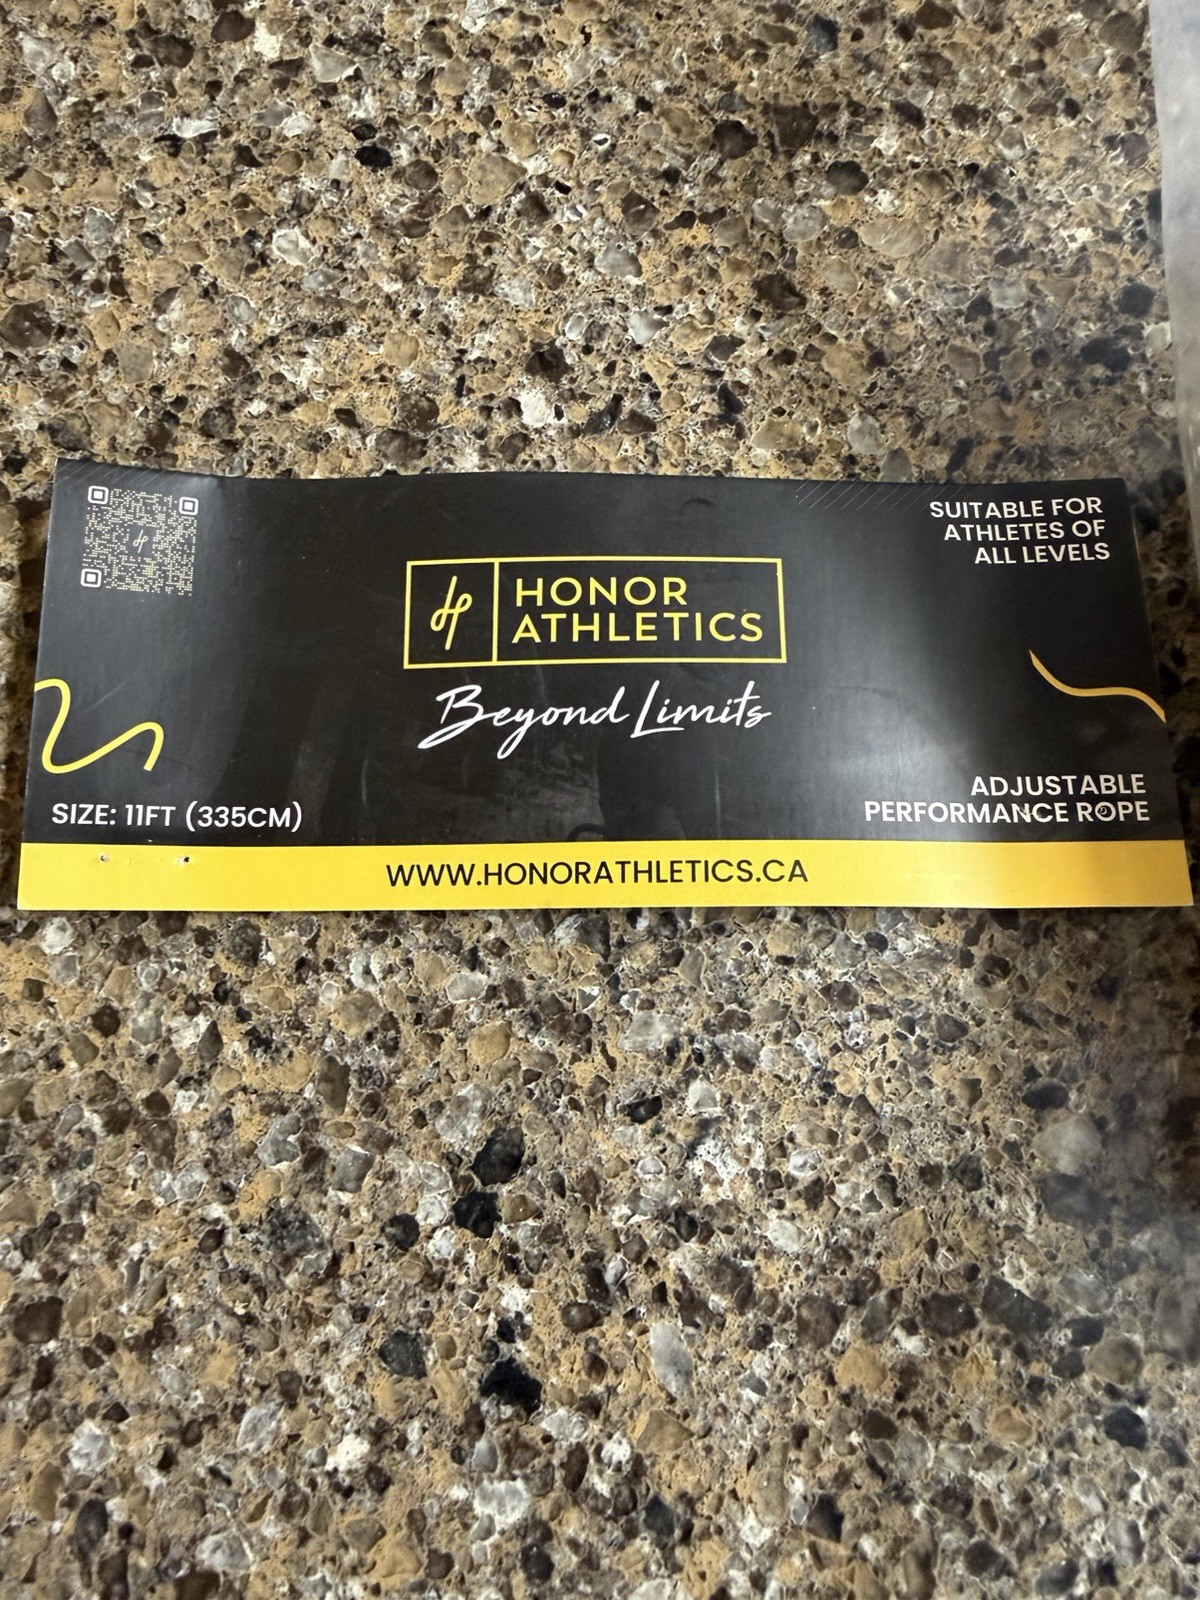 SUITABLE FOR
ATHLETES OF
ALL LEVELS
HONOR
ATHLETICS
Beyond Limits
SIZE: 11FT (335CM)
ADJUSTABLE
PERFORMANCE ROPE
WWW.HONORATHLETICS.CA